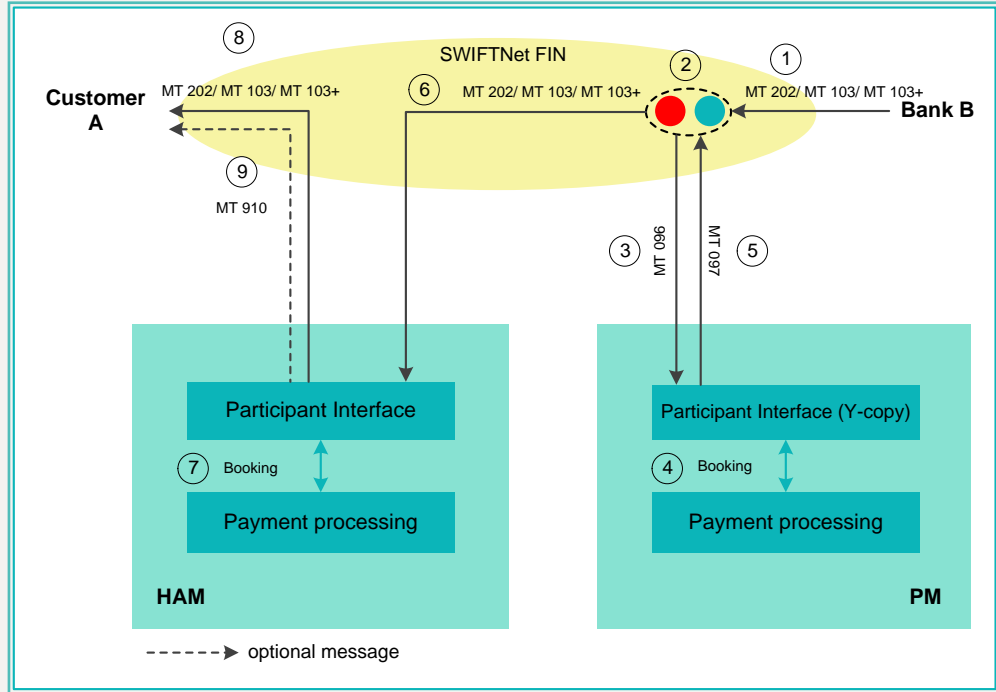 SWIFTNet FIN
8
2
1
MT 202/ MT 103/ MT 103+
6
MT 202/ MT 103/ MT 103+
MT 202/ MT 103/ MT 103+
Customer
A
Bank B
9
MT 910
3
MT 096
MT 097
5
Participant Interface
Participant Interface (Y-copy)
7
Booking
4
Booking
Payment processing
Payment processing
HAM
PM
optional message